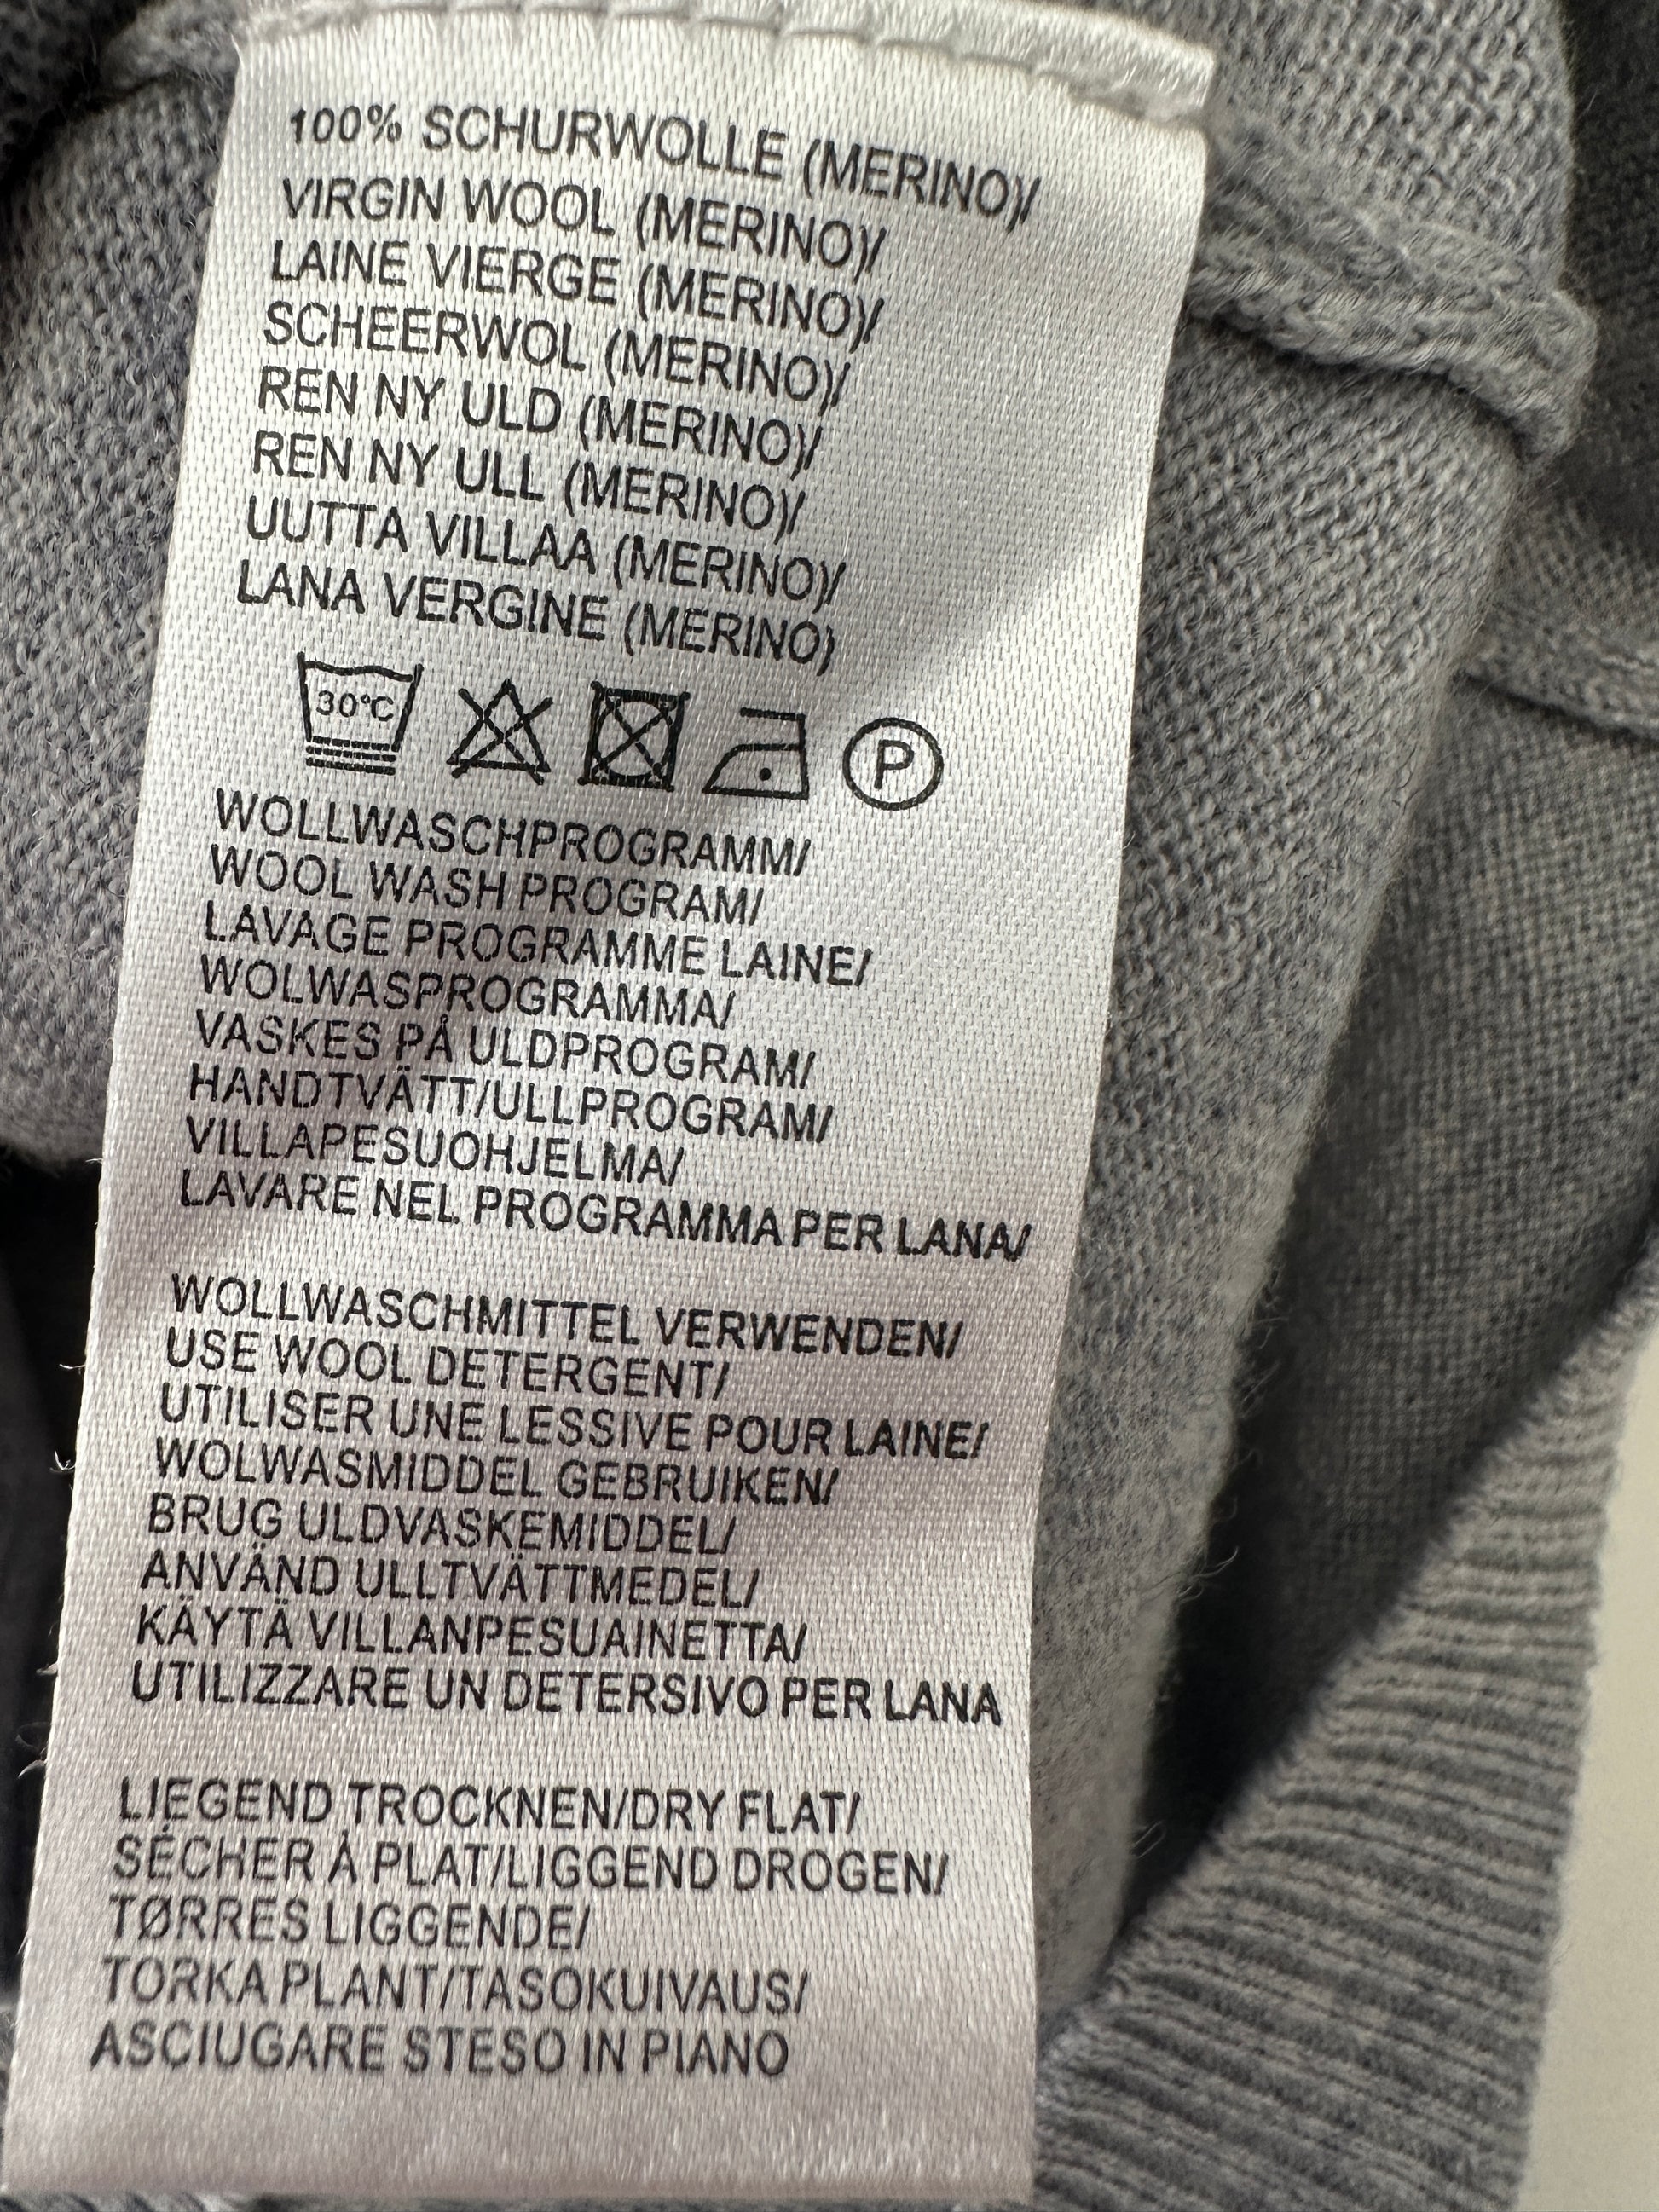 100% SCHURWOLLE (MERINO)/
VIRGIN WOOL (MERINO)/
LAINE VIERGE (MERINO)/
SCHEERWOL (MERINO)/
REN NY ULD (MERINO)/
REN NY ULL (MERINO)/
UUTTA VILLAA (MERINO)/
LANA VERGINE (MERINO)
30°C P
WOLLWASCHPROGRAMM/
WOOL WASH PROGRAM/
LAVAGE PROGRAMME LAINE/
WOLWASPROGRAMMA/
VASKES PÅ ULDPROGRAM/
HANDTVÄTT/ULLPROGRAM/
VILLAPESUOHJELMA/
LAVARE NEL PROGRAMMA PER LANA/
WOLLWASCHMITTEL VERWENDEN/
USE WOOL DETERGENT/
UTILISER UNE LESSIVE POUR LAINE/
WOLWASMIDDEL GEBRUIKEN/
BRUG ULDVASKEMIDDEL/
ANVÄND ULLTVÄTTMEDEL/
KÄYTÄ VILLANPESUAINETTA/
UTILIZZARE UN DETERSIVO PER LANA
LIEGEND TROCKNEN/DRY FLAT/
SÉCHER À PLAT/LIGGEND DROGEN/
TØRRES LIGGENDE/
TORKA PLANT/TASOKUIVAUS/
ASCIUGARE STESO IN PIANO